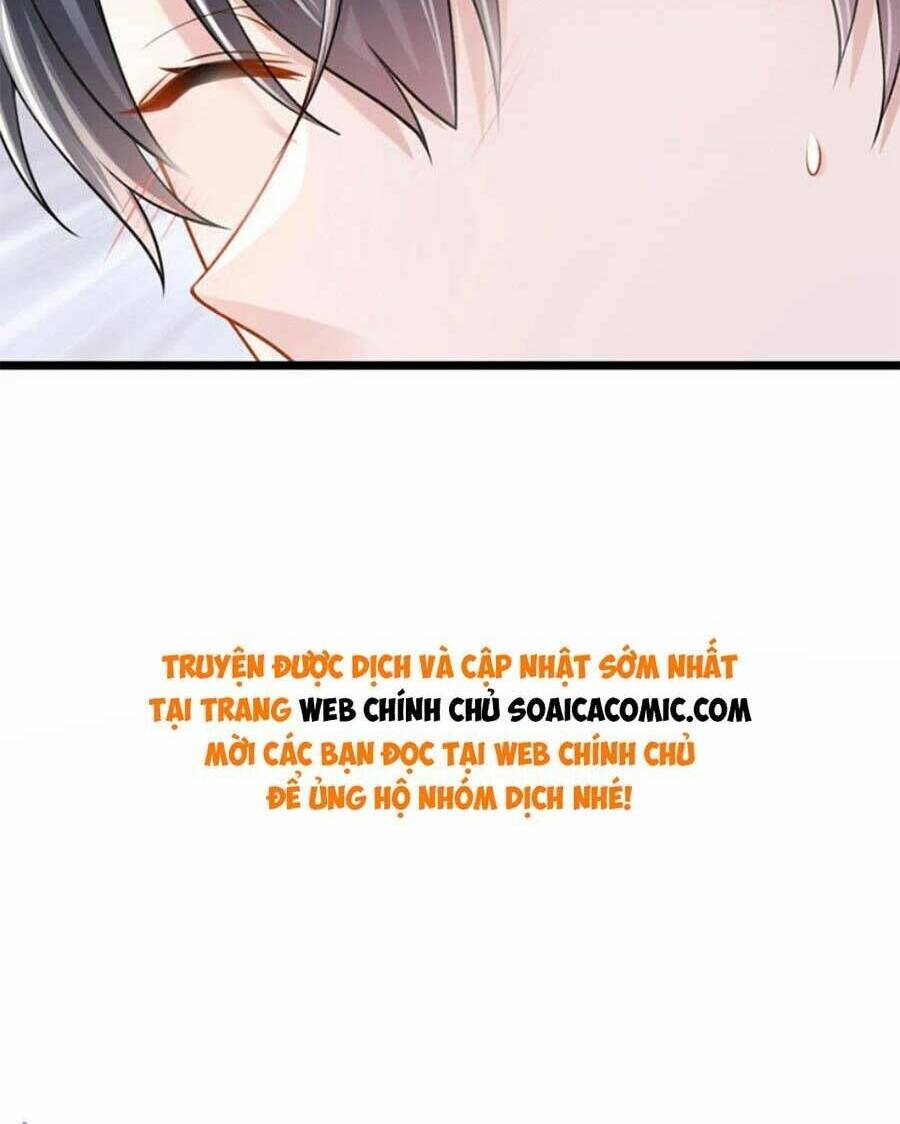 TRUYỆN ĐƯỢC DỊCH VÀ CẬP NHẬT SỚM NHẤT
TẠI TRANG WEB CHÍNH CHỦ SOAICACOMIC.COM
MỜI CÁC BẠN ĐỌC TẠI WEB CHÍNH CHỦ
ĐỂ ỦNG HỘ NHÓM DỊCH NHÉ!